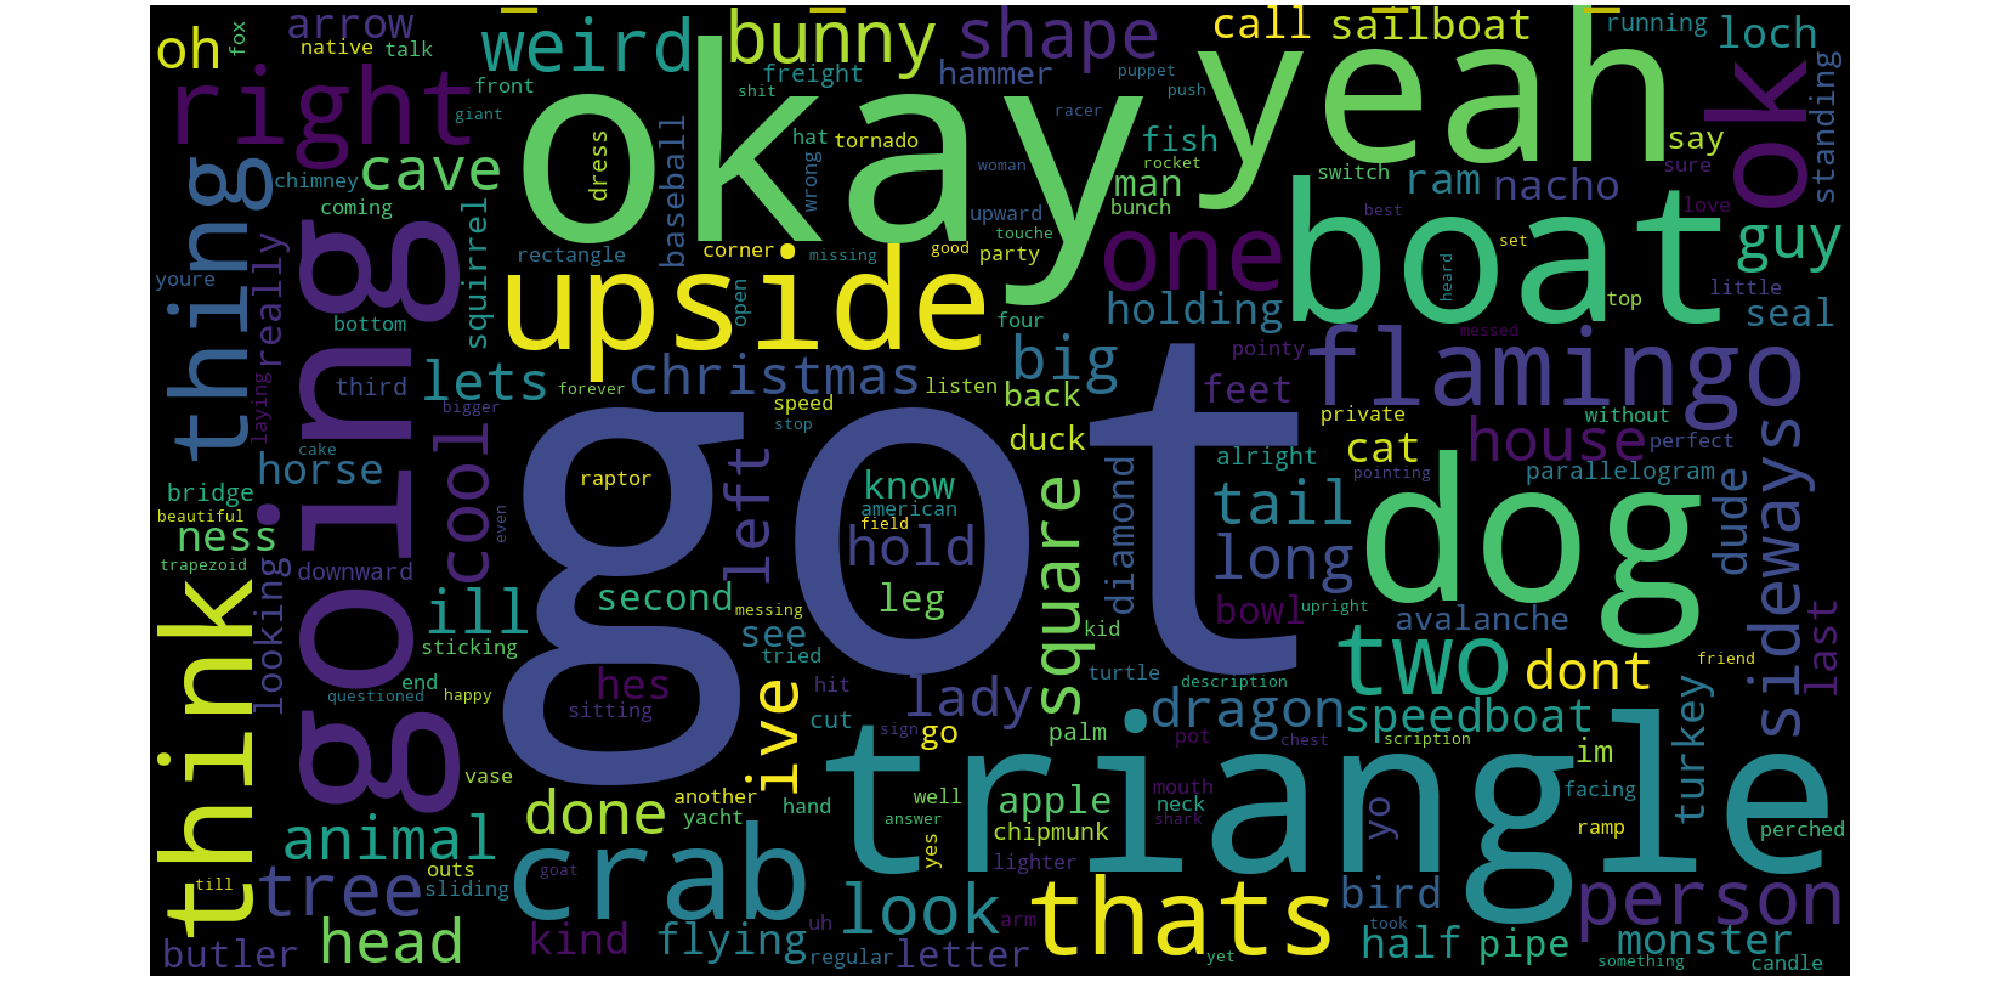 oh
fox
arrow
native
talk
weird
bunny
shape
call
sailboat
running
loch
right
front
giant
okay
freight
shit
hammer
puppet
push
racer
yeah
ok
standing
thing
chimney
cave
coming
dress
baseball
hat
wrong
tornado
woman
upward
touche
fish
rocket
man
bunch
switch
ram
best
nacho
say
sure
love
guy
youre
really
going
squirrel
rectangle
upside
corner
open
missing
good
party
four
one
holding
boat
set
heard
top
little
seal
bottom
third
lets
bigger
forever
christmas
speed
stop
listen
big
back
duck
pointy
feet
flamingo
messed
private
cat
without
house
perfect
laying
cake
horse
cool
even
raptor
left
know
american
field
hold
leg
square
diamond
alright
tail
long
pointing
dog
parallelogram
dude
sideways
bridge
beautiful
ness
trapezoid
looking
downward
ill
sticking
second
messing
see
tried
kid
turtle
bowl
upright
avalanche
two
dont
friend
last
think
questioned
end
happy
hes
sitting
ive
hit
cut
lady
sign
go
palm
description
dragon
pot
chest
speedboat
scription
im
turkey
vase
done
another
yacht
hand
well
answer
yes
apple
chipmunk
lighter
mouth
neck
shark
triangle
yo
facing
ramp
perched
animal
till
tree
outs
sliding
crab
goat
look
thats
bird
person
butler
head
kind
flying
uh
regular
letter
arm
yet
took
half
pipe
monster
something
candle